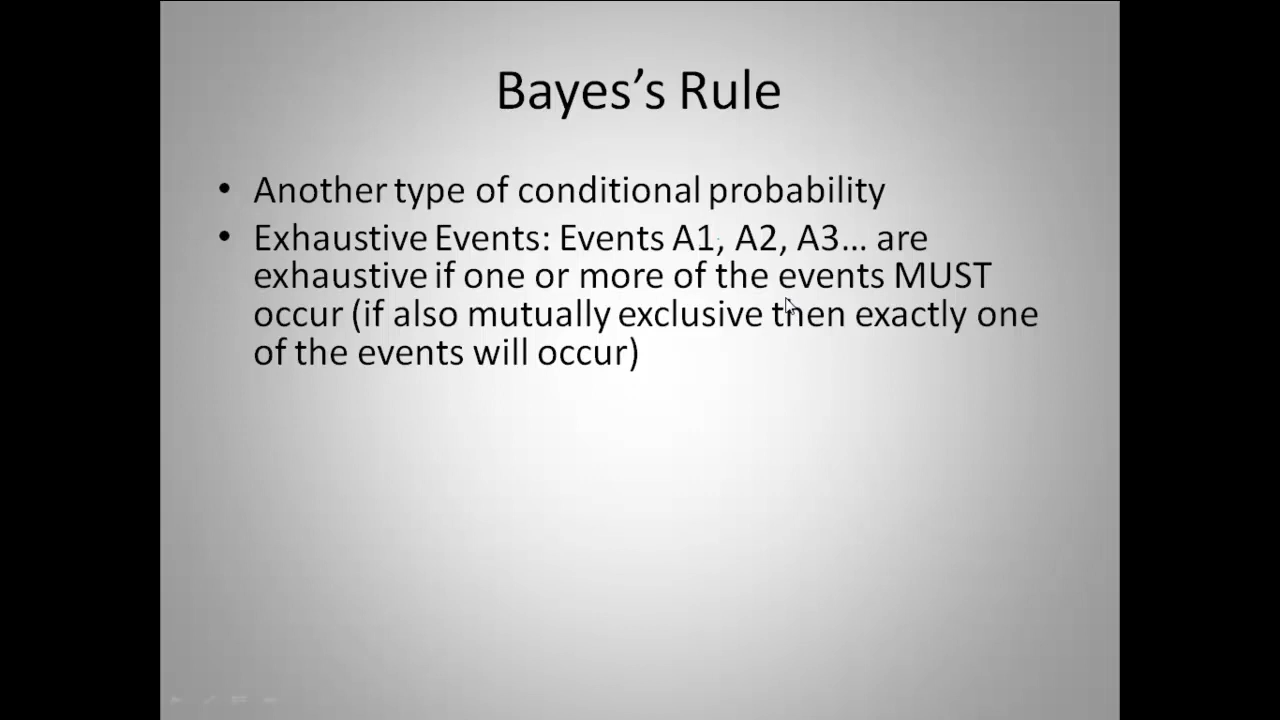 Bayes’s Rule
• Another type of conditional probability
• Exhaustive Events: Events A1, A2, A3… are
exhaustive if one or more of the events MUST
occur (if also mutually exclusive then exactly one
of the events will occur)